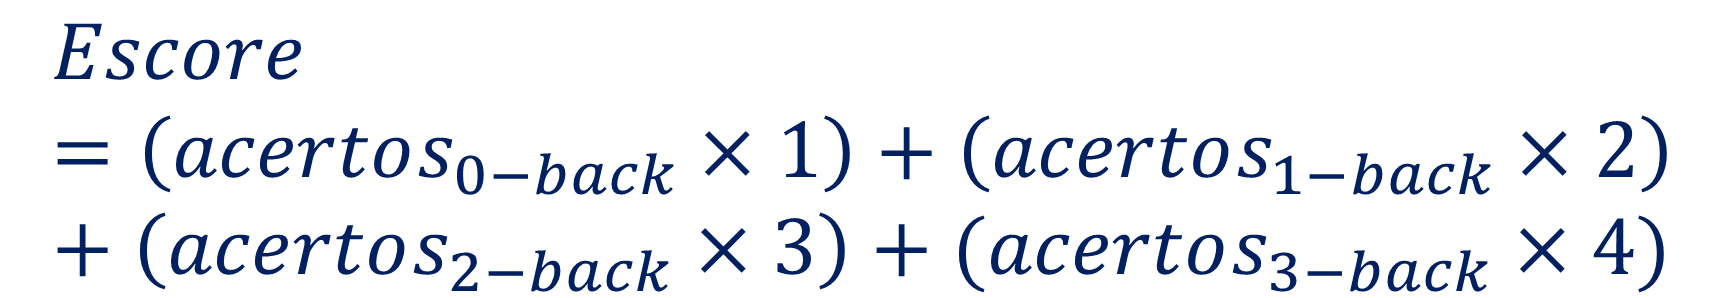 Escore
= (acertos₀₋back × 1) + (acertos₁₋back × 2)
+ (acertos₂₋back × 3) + (acertos₃₋back × 4)